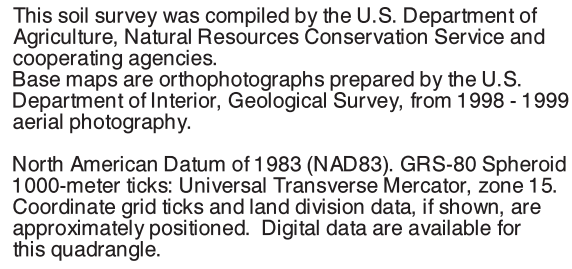 This soil survey was compiled by the U.S. Department of
Agriculture, Natural Resources Conservation Service and
cooperating agencies.
Base maps are orthophotographs prepared by the U.S.
Department of Interior, Geological Survey, from 1998 - 1999
aerial photography.

North American Datum of 1983 (NAD83). GRS-80 Spheroid
1000-meter ticks: Universal Transverse Mercator, zone 15.
Coordinate grid ticks and land division data, if shown, are
approximately positioned.  Digital data are available for
this quadrangle.